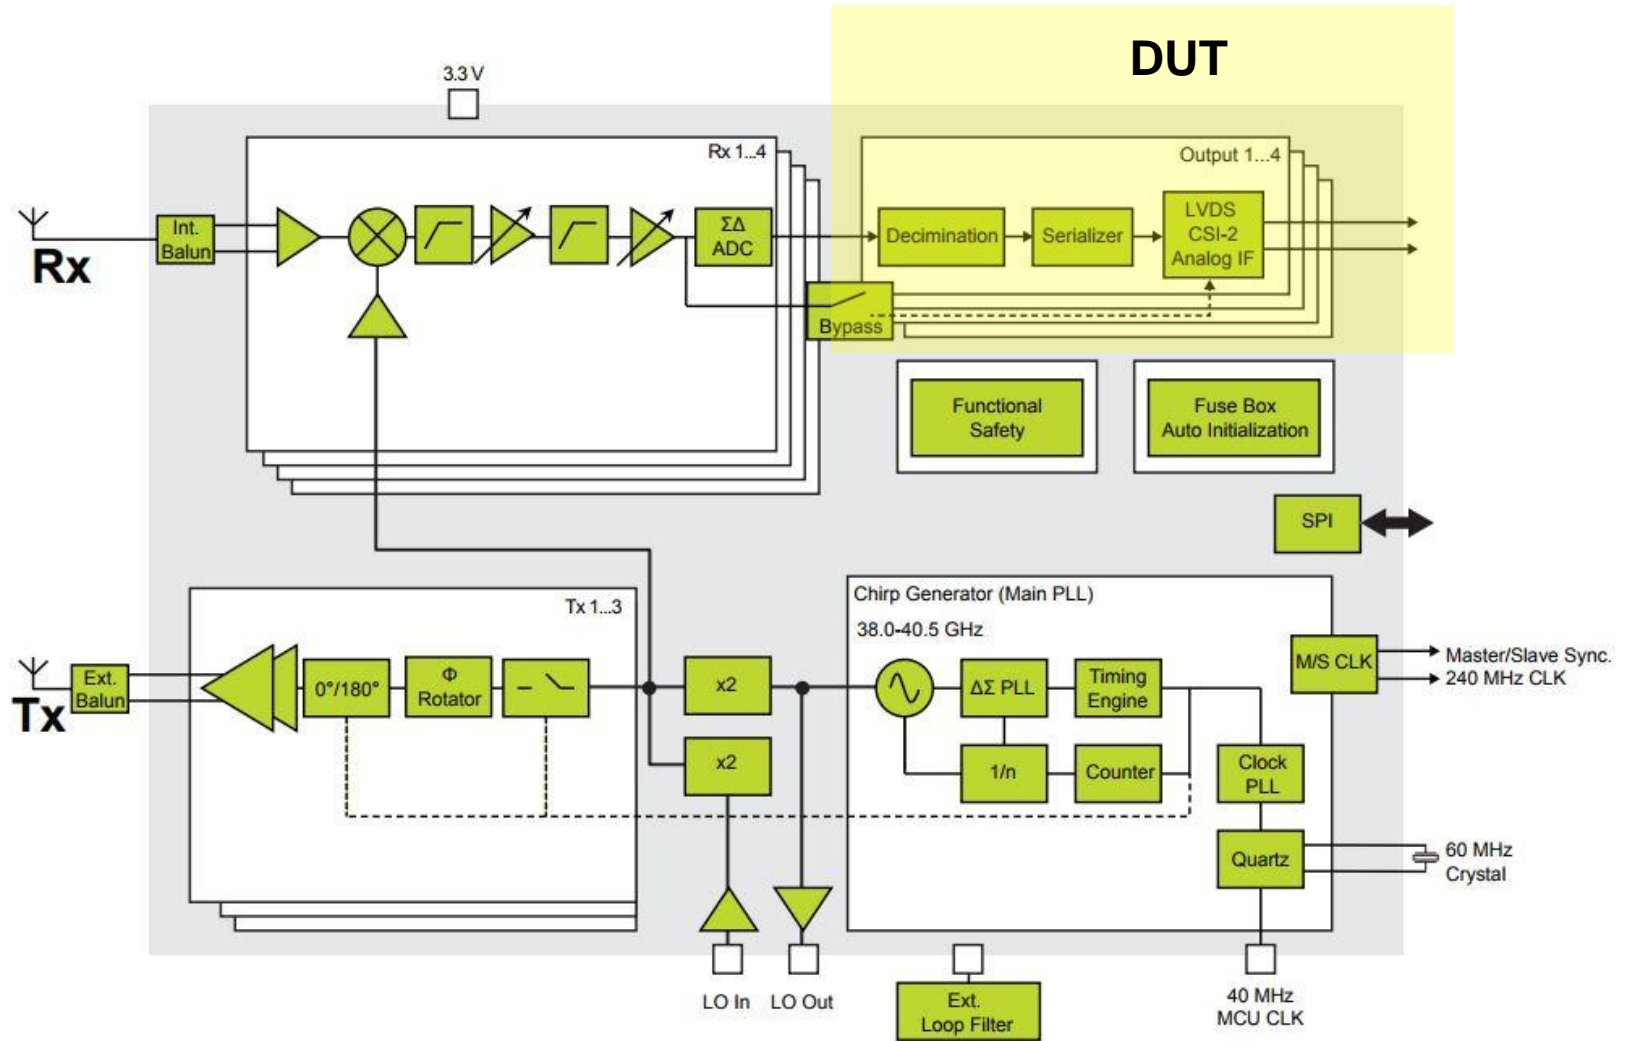 DUT
3.3 V
Rx 1...4
Output 1...4
Int.
Balun
Rx
ΣΔ
ADC
Decimination
Serializer
LVDS
CSI-2
Analog IF
Bypass
Functional
Safety
Fuse Box
Auto Initialization
SPI
Tx 1...3
Chirp Generator (Main PLL)
38.0-40.5 GHz
Ext.
Balun
Tx
0°/180°
Φ
Rotator
x2
x2
ΔΣ PLL
Timing
Engine
1/n
Counter
M/S CLK
Master/Slave Sync.
240 MHz CLK
Clock
PLL
Quartz
60 MHz
Crystal
LO In
LO Out
Ext.
Loop Filter
40 MHz
MCU CLK